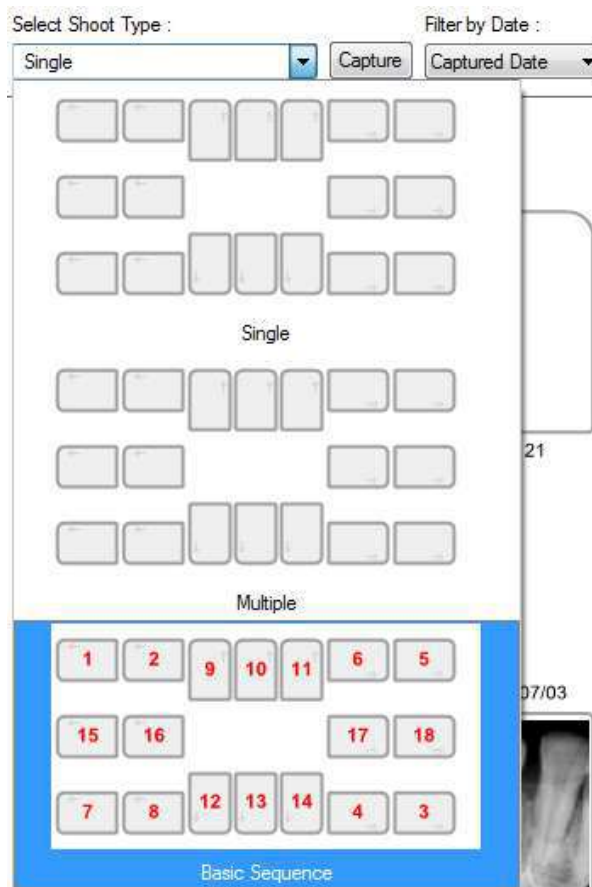 Select Shoot Type : Filter by Date :
Single Capture Captured Date
Single
21
Multiple
1 2 9 10 11 6 5
07/03
15 16 17 18
7 8 12 13 14 4 3
Basic Sequence